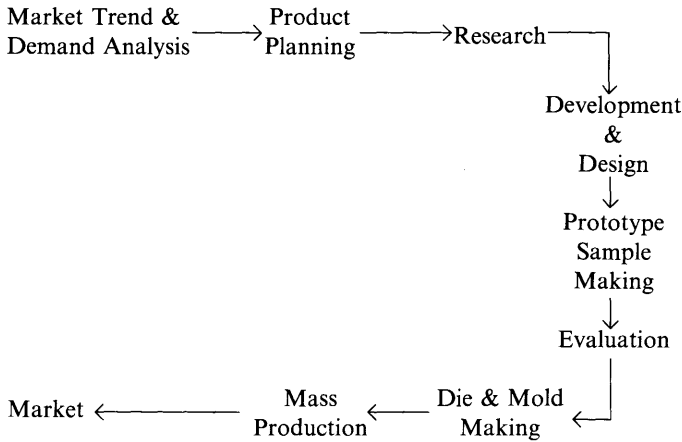 Market Trend &
Demand Analysis
Product
Planning
Research
Development
&
Design
Prototype
Sample
Making
Evaluation
Die & Mold
Making
Mass
Production
Market